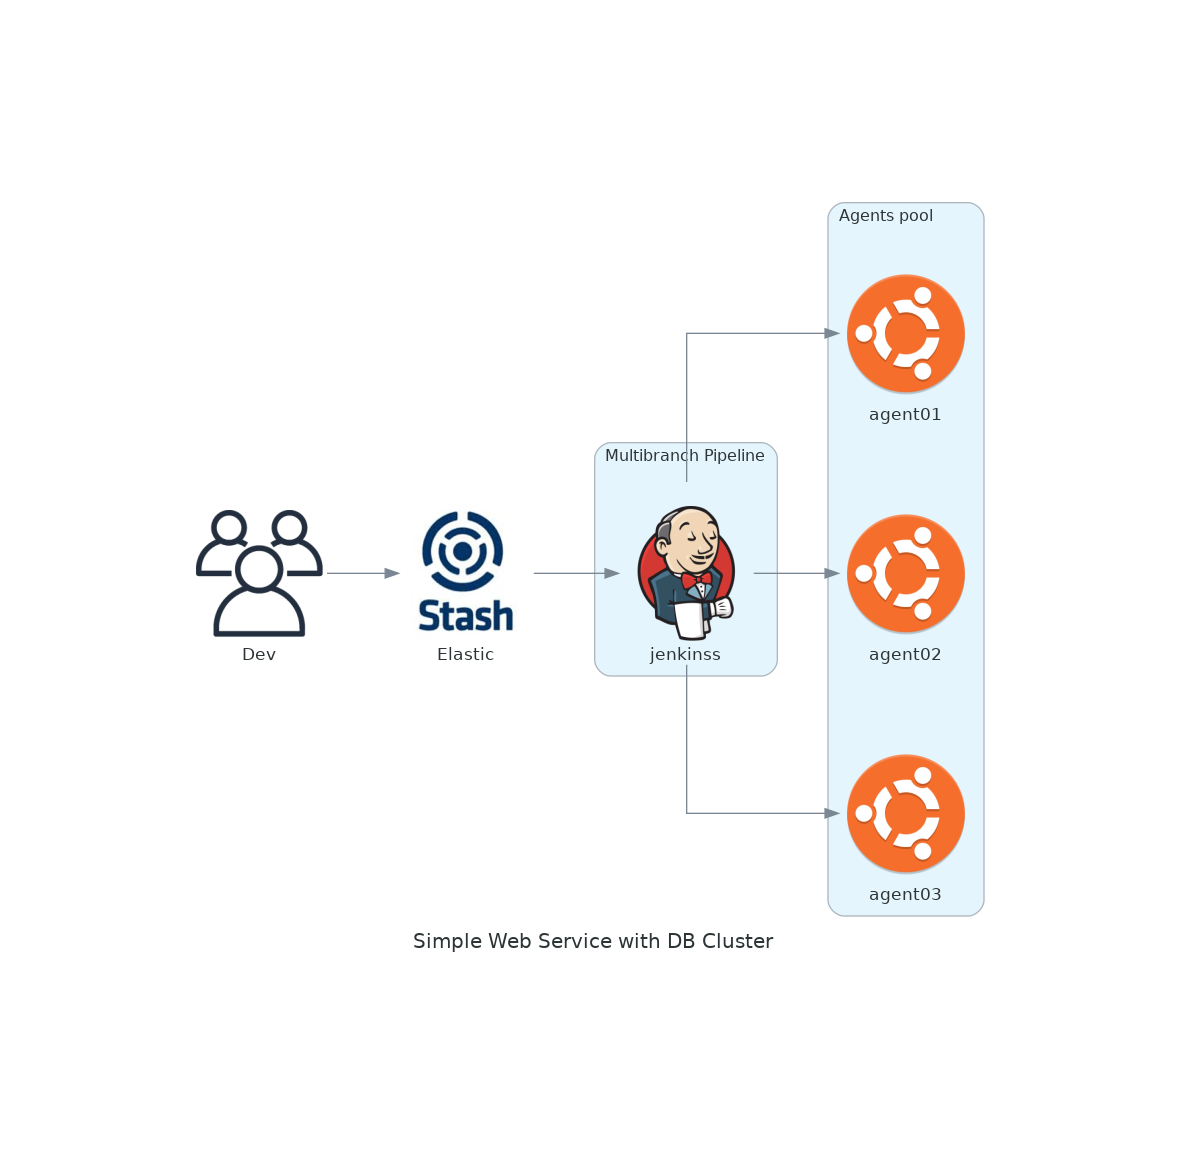 Agents pool
agent01
Multibranch Pipeline
Stash
Dev
Elastic
jenkinss
agent02
agent03
Simple Web Service with DB Cluster